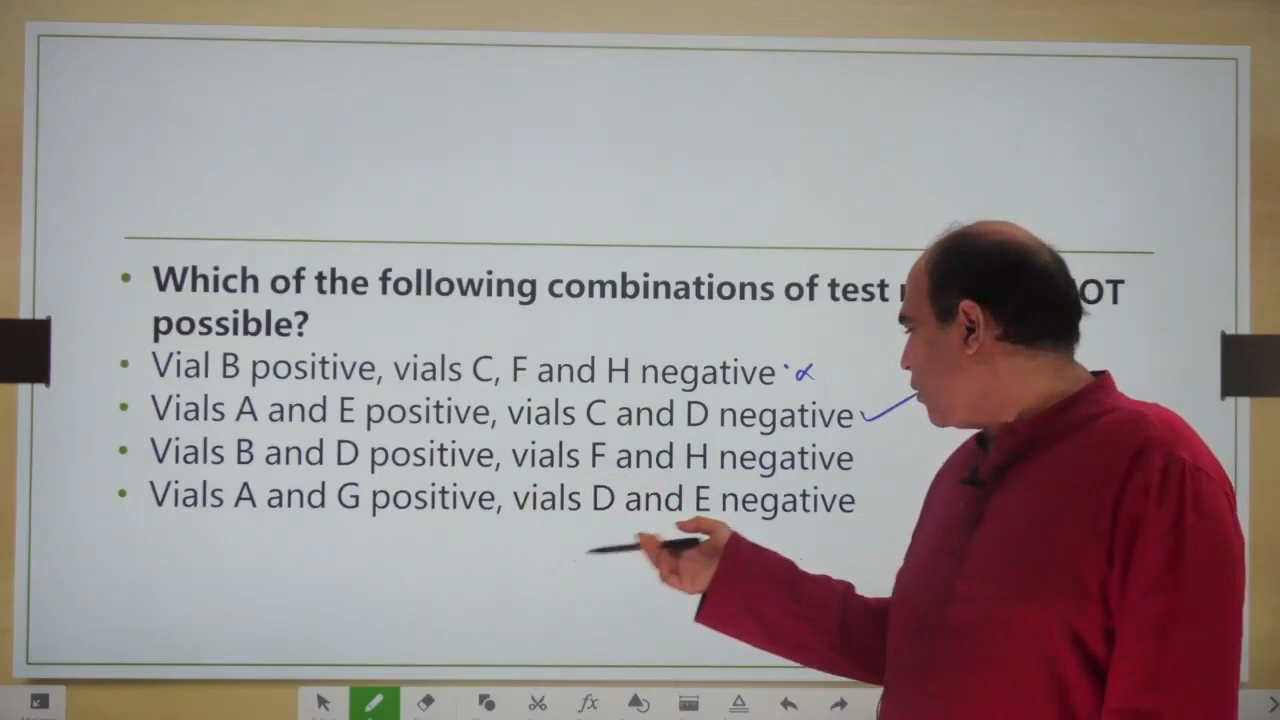 • Which of the following combinations of test OT
possible?
• Vial B positive, vials C, F and H negative
• Vials A and E positive, vials C and D negative
• Vials B and D positive, vials F and H negative
• Vials A and G positive, vials D and E negative
fx